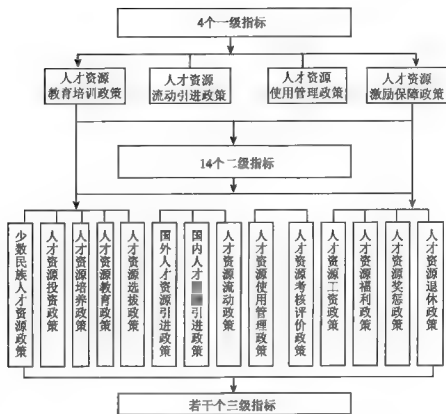 4个一级指标
人才资源
教育培训政策
人才资源
流动引进政策
人才资源
使用管理政策
人才资源
激励保障政策
14个二级指标
少数民族人才资源政策
人才资源投资政策
人才资源培养政策
人才资源教育政策
人才资源选拔政策
国外人才资源引进政策
国内人才引进政策
人才资源流动政策
人才资源使用管理政策
人才资源考核评价政策
人才资源工资政策
人才资源福利政策
人才资源奖惩政策
人才资源退休政策
若干个三级指标